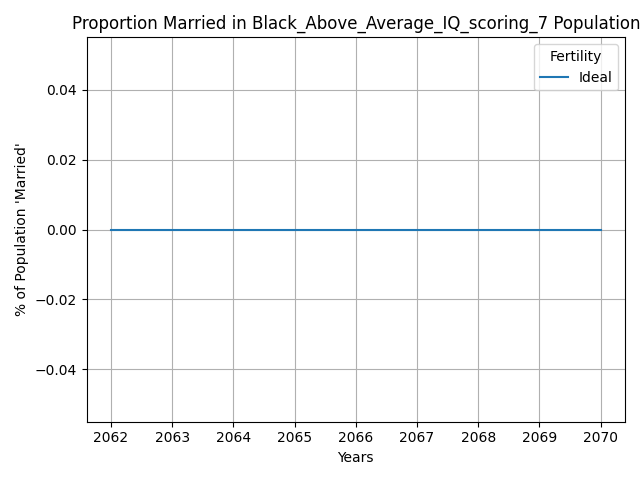 Proportion Married in Black_Above_Average_IQ_scoring_7 Population
Fertility
Ideal
% of Population 'Married'
0.04
0.02
0.00
−0.02
−0.04
2062 2063 2064 2065 2066 2067 2068 2069 2070
Years